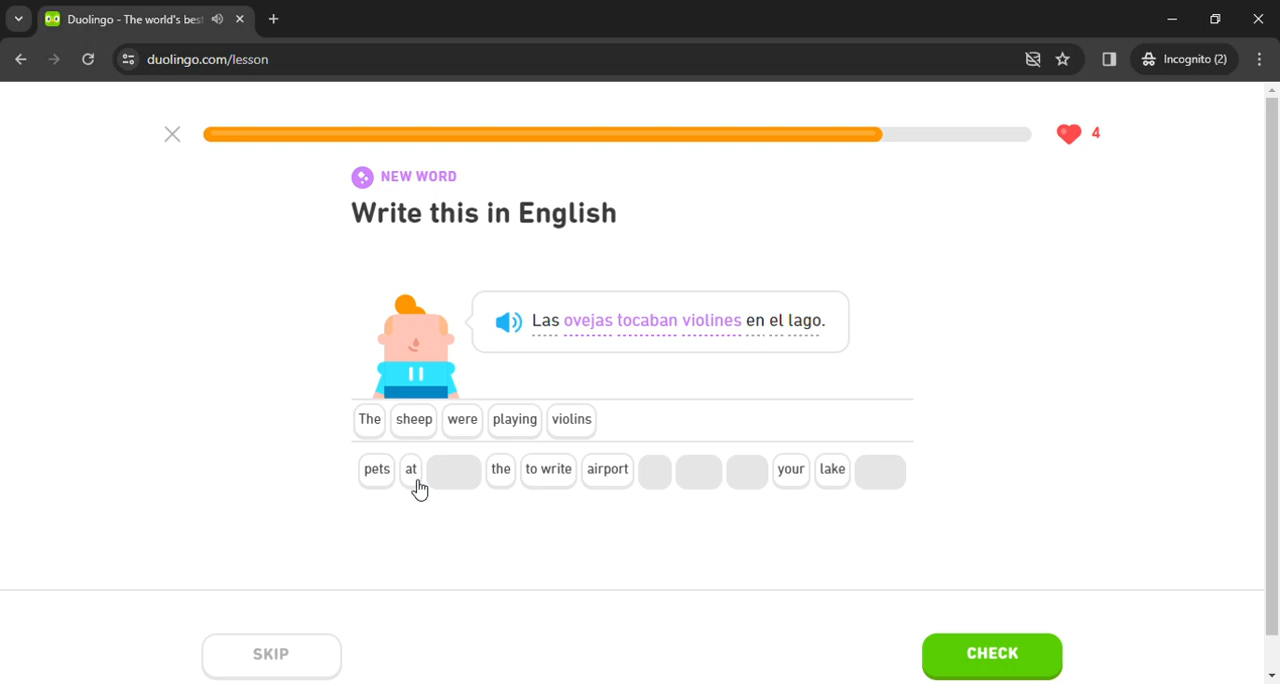 Duolingo - The world's best
duolingo.com/lesson
Incognito (2)
4
NEW WORD
Write this in English
Las ovejas tocaban violines en el lago.
The sheep were playing violins
pets at the to write airport your lake
SKIP
CHECK